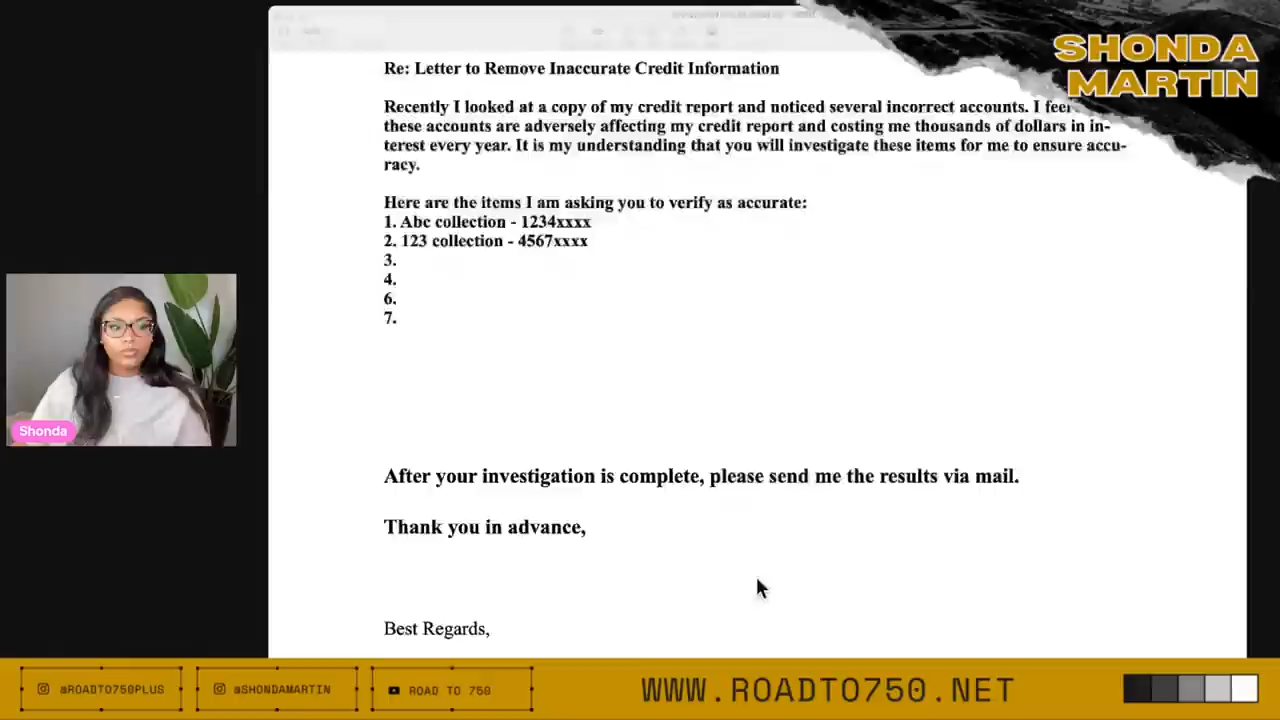 SHONDA
MARTIN
Re: Letter to Remove Inaccurate Credit Information
Recently I looked at a copy of my credit report and noticed several incorrect accounts. I feel
these accounts are adversely affecting my credit report and costing me thousands of dollars in in-
terest every year. It is my understanding that you will investigate these items for me to ensure accu-
racy.
Here are the items I am asking you to verify as accurate:
1. Abc collection - 1234xxxx
2. 123 collection - 4567xxxx
3.
4.
6.
7.
Shonda
After your investigation is complete, please send me the results via mail.
Thank you in advance,
Best Regards,
@ROADTO750PLUS
@SHONDAMARTIN
ROAD TO 750
WWW.ROADTO750.NET